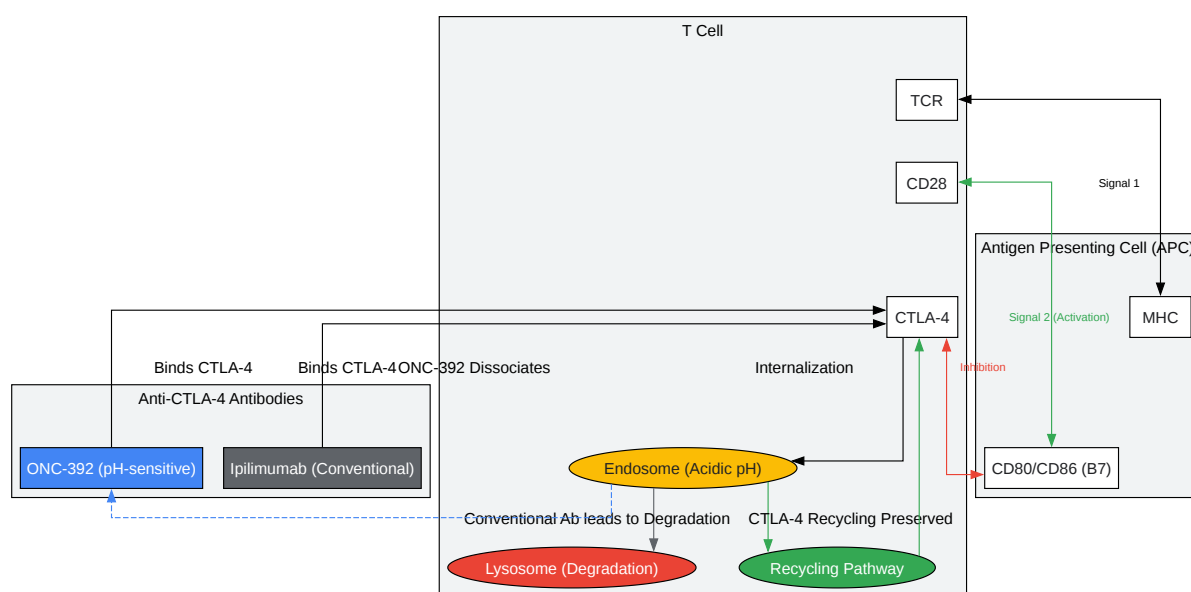 T Cell
TCR
CD28
Signal 1
Antigen Presenting Cell (APC)
CTLA-4
Signal 2 (Activation)
MHC
Binds CTLA-4
Binds CTLA-4
ONC-392 Dissociates
Internalization
Inhibition
Anti-CTLA-4 Antibodies
ONC-392 (pH-sensitive)
Ipilimumab (Conventional)
Endosome (Acidic pH)
CD80/CD86 (B7)
Conventional Ab leads to Degradation
CTLA-4 Recycling Preserved
Lysosome (Degradation)
Recycling Pathway